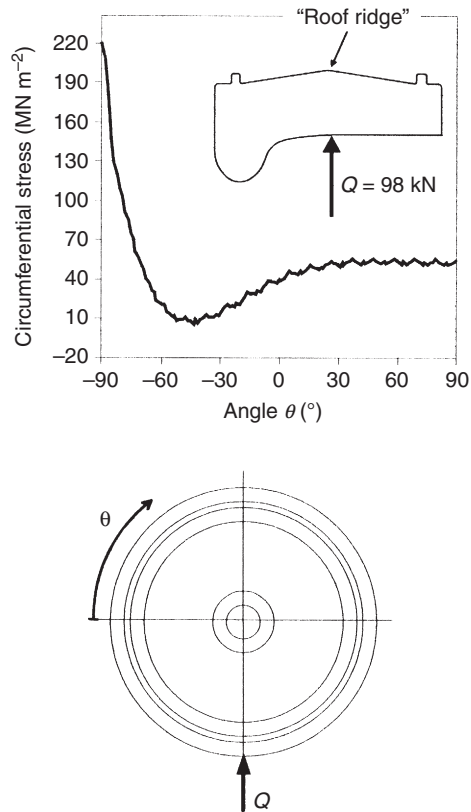 "Roof ridge"
220
190
160
130
100
70
40
10
−20
Circumferential stress (MN m⁻²)
Q = 98 kN
−90
−60
−30
0
30
60
90
Angle θ (°)
θ
Q